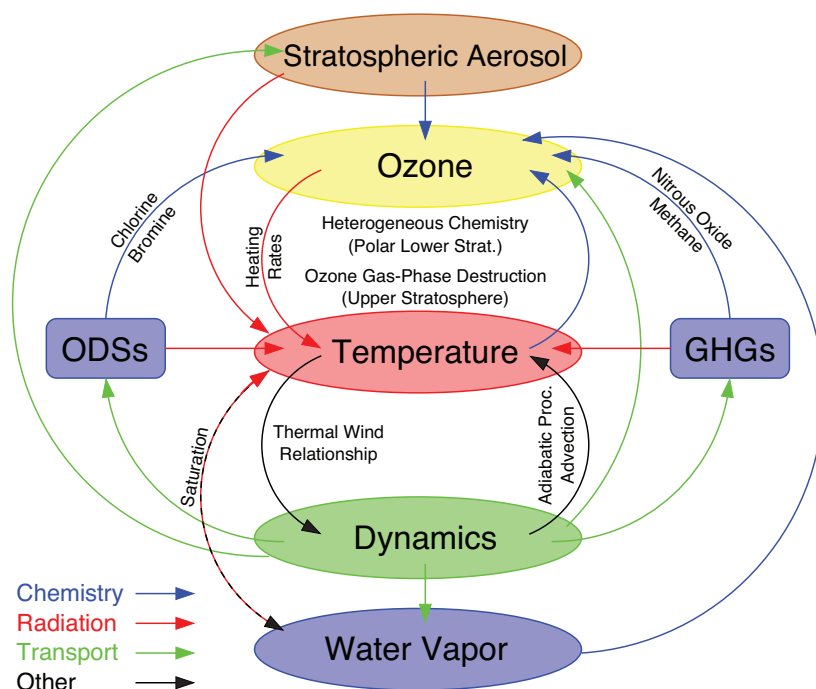 Stratospheric Aerosol
Ozone
Chlorine
Bromine
Nitrous Oxide
Methane
Heating
Rates
Heterogeneous Chemistry
(Polar Lower Strat.)
Ozone Gas-Phase Destruction
(Upper Stratosphere)
ODSs
Temperature
GHGs
Saturation
Thermal Wind
Relationship
Adiabatic Proc.
Advection
Dynamics
Water Vapor
Chemistry
Radiation
Transport
Other